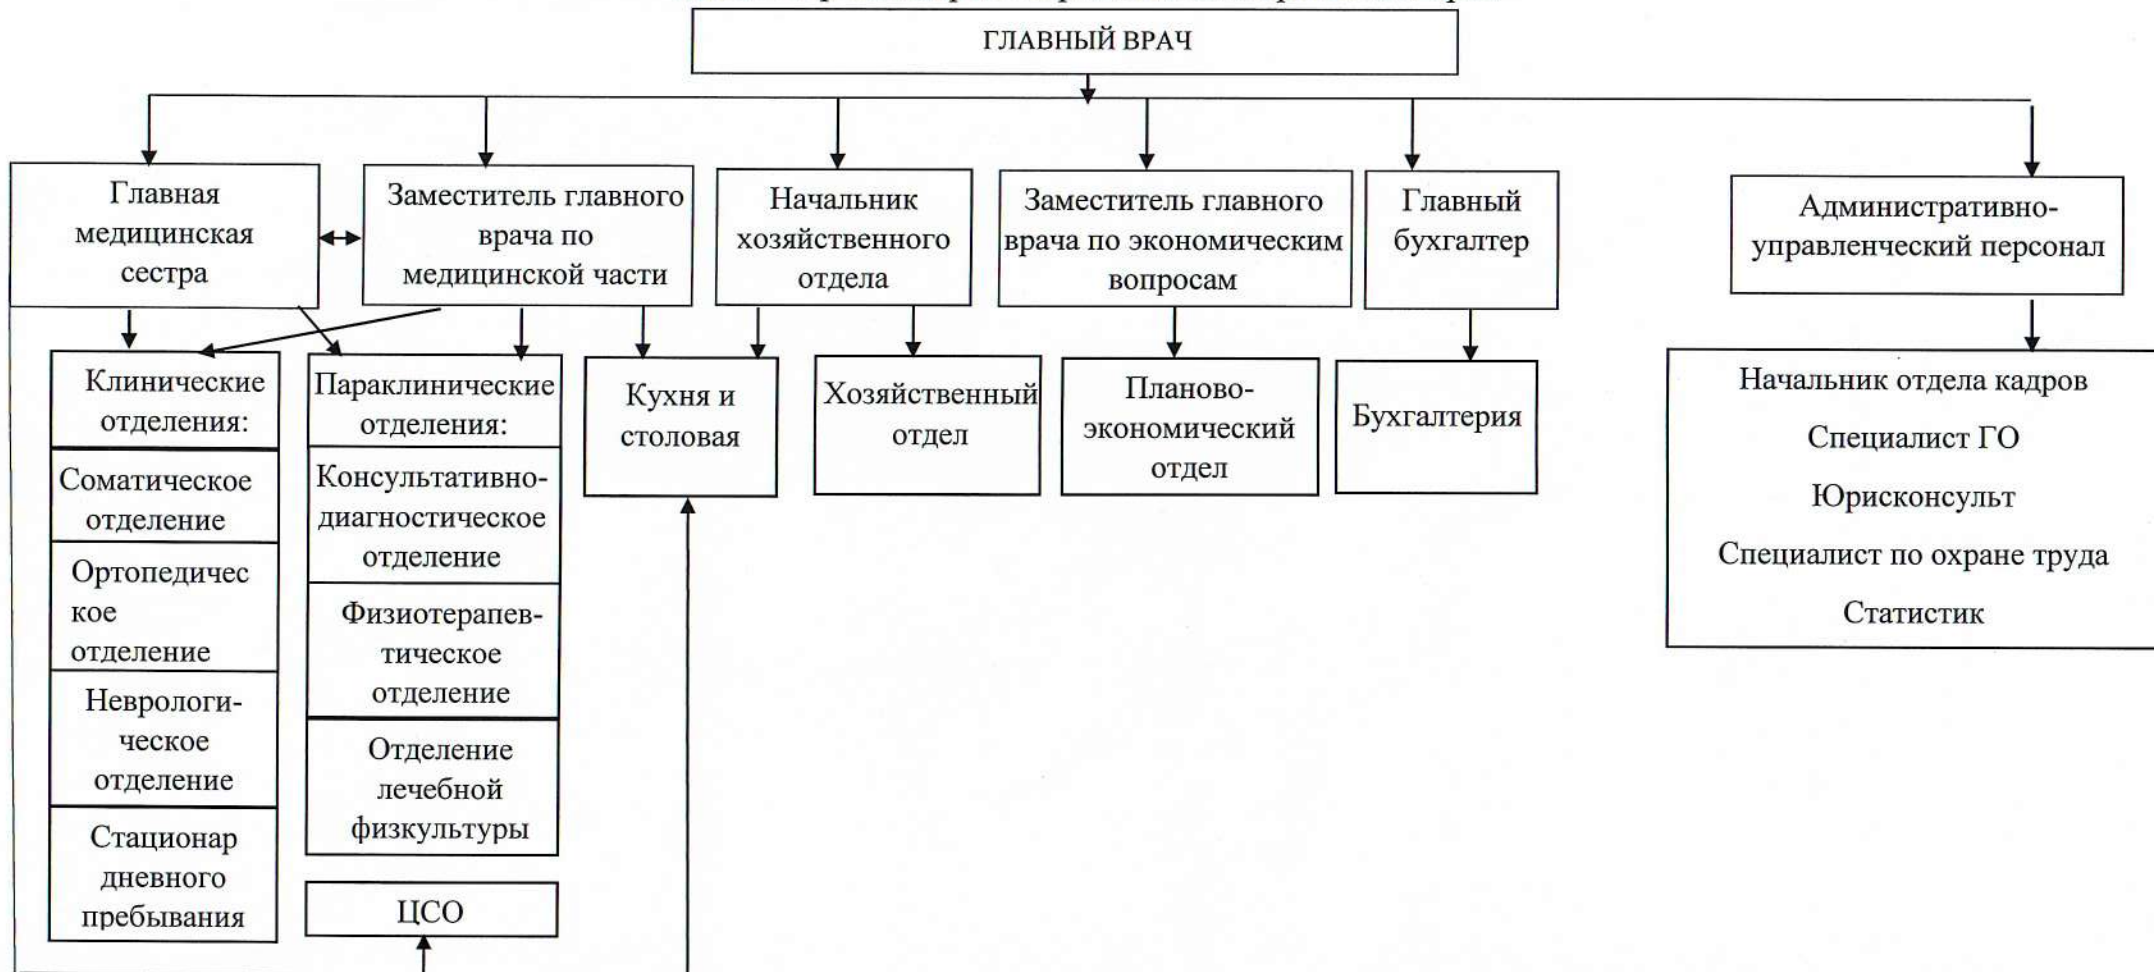 ГЛАВНЫЙ ВРАЧ
Главная
медицинская
сестра
Заместитель главного
врача по
медицинской части
Начальник
хозяйственного
отдела
Заместитель главного
врача по экономическим
вопросам
Главный
бухгалтер
Административно-
управленческий персонал
Клинические
отделения:
Соматическое
отделение
Ортопедичес
кое
отделение
Неврологи-
ческое
отделение
Стационар
дневного
пребывания
Параклинические
отделения:
Консультативно-
диагностическое
отделение
Физиотерапев-
тическое
отделение
Отделение
лечебной
физкультуры
ЦСО
Кухня и
столовая
Хозяйственный
отдел
Планово-
экономический
отдел
Бухгалтерия
Начальник отдела кадров
Специалист ГО
Юрисконсульт
Специалист по охране труда
Статистик